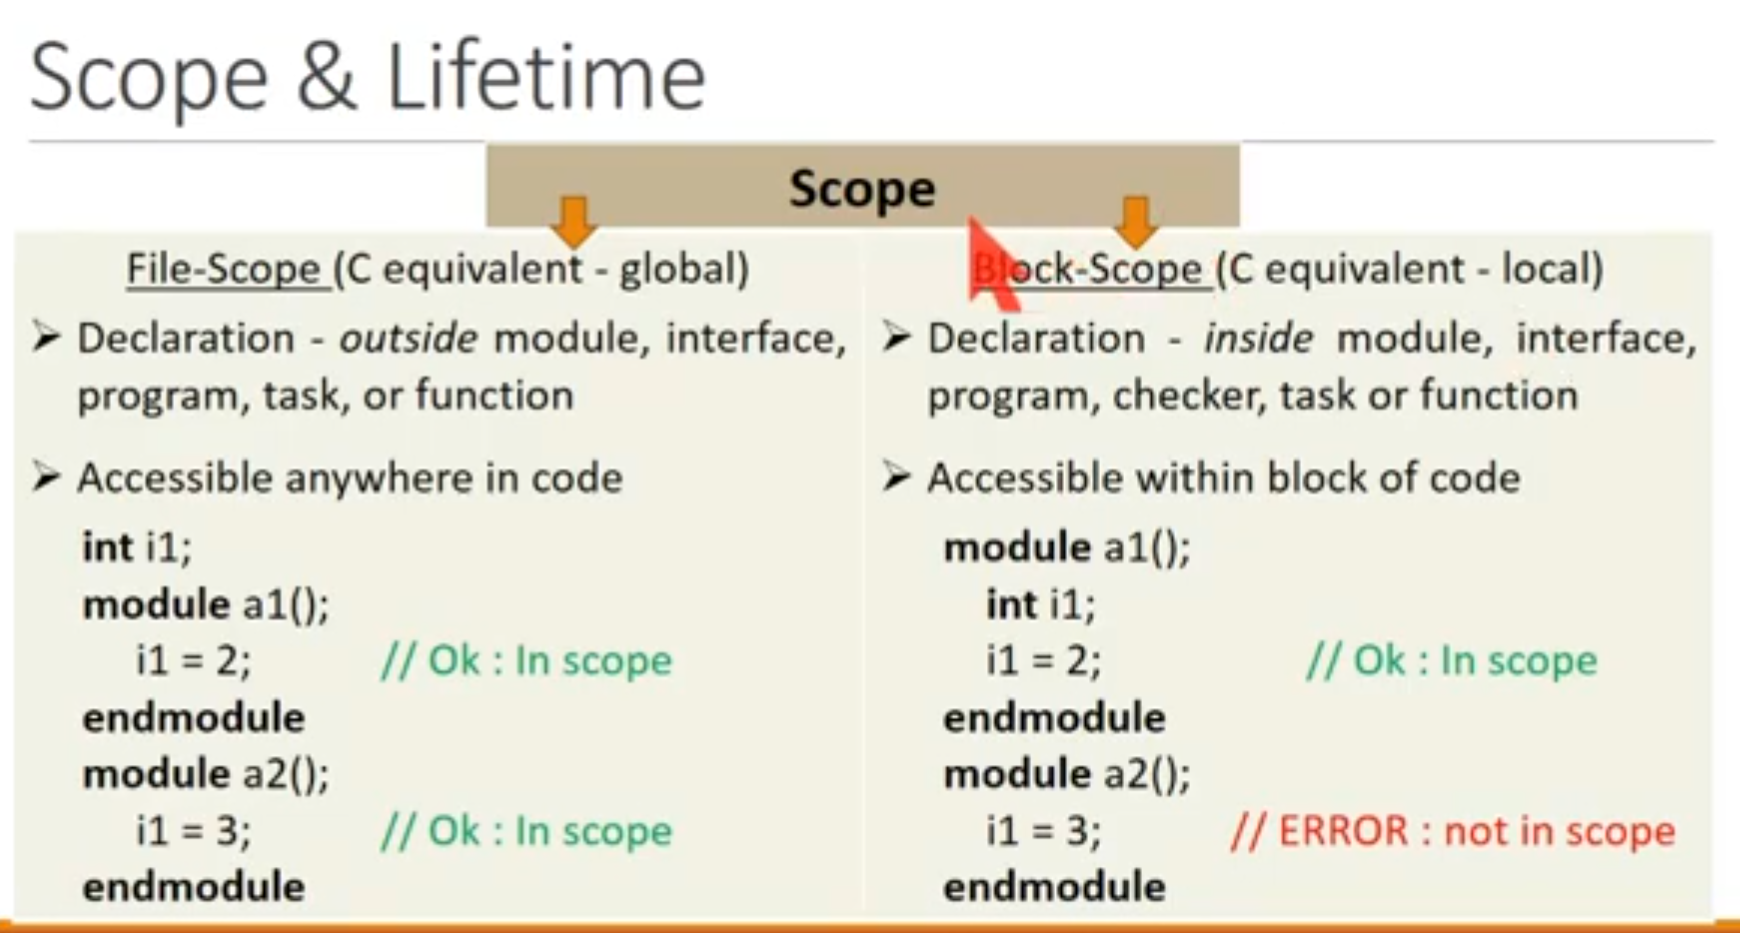 Scope & Lifetime
Scope
File-Scope (C equivalent - global)
➢ Declaration - outside module, interface,
program, task, or function
➢ Accessible anywhere in code
int i1;
module a1();
i1 = 2; // Ok : In scope
endmodule
module a2();
i1 = 3; // Ok : In scope
endmodule
Block-Scope (C equivalent - local)
➢ Declaration - inside module, interface,
program, checker, task or function
➢ Accessible within block of code
module a1();
int i1;
i1 = 2; // Ok : In scope
endmodule
module a2();
i1 = 3; // ERROR : not in scope
endmodule